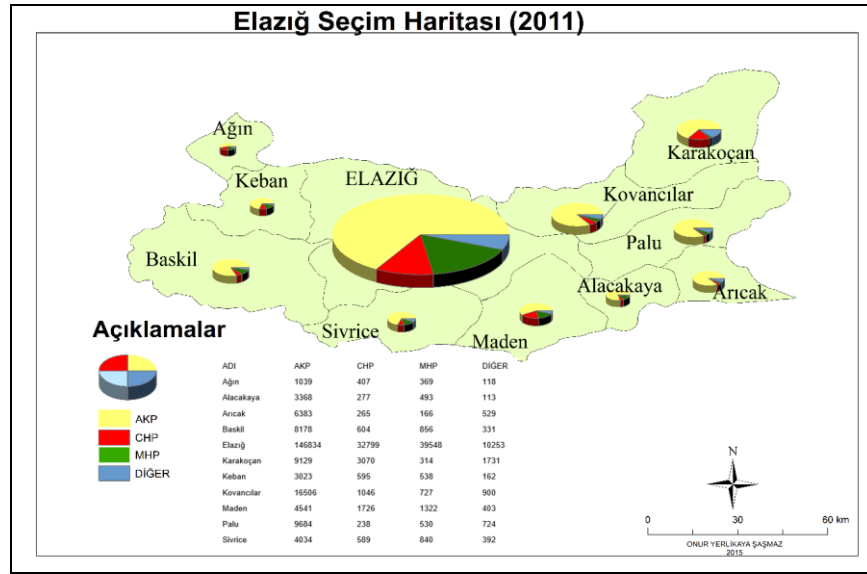 Elazığ Seçim Haritası (2011)
Ağın
Karakoçan
Keban
ELAZIĞ
Kovancılar
Palu
Baskil
Alacakaya
Arıcak
Sivrice
Maden
Açıklamalar
AKP
CHP
MHP
DİĞER
ADI AKP CHP MHP DİĞER
Ağın 1039 407 369 118
Alacakaya 3368 277 493 113
Arıcak 6383 265 166 529
Baskil 8178 604 856 331
Elazığ 146834 32799 39548 10253
Karakoçan 9129 3070 314 1731
Keban 3023 595 538 162
Kovancılar 16506 1046 727 900
Maden 4541 1726 1322 403
Palu 9684 238 530 724
Sivrice 4034 589 840 392
N
0 30 60 km
ONUR YERLİKAYA ŞAŞMAZ
2015